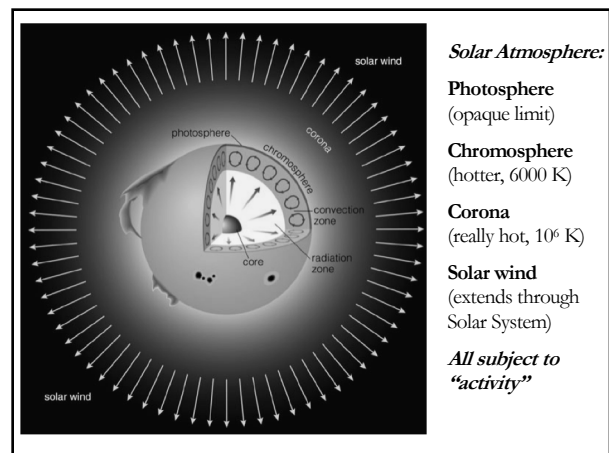 solar wind
corona
photosphere
chromosphere
convection
zone
radiation
zone
core
solar wind
Solar Atmosphere:
Photosphere
(opaque limit)
Chromosphere
(hotter, 6000 K)
Corona
(really hot, 10⁶ K)
Solar wind
(extends through
Solar System)
All subject to
“activity”